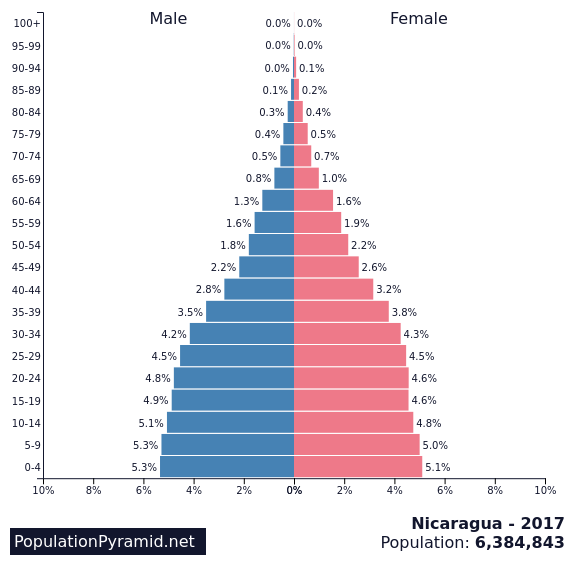 Male Female
100+ 0.0% 0.0%
95-99 0.0% 0.0%
90-94 0.0% 0.1%
85-89 0.1% 0.2%
80-84 0.3% 0.4%
75-79 0.4% 0.5%
70-74 0.5% 0.7%
65-69 0.8% 1.0%
60-64 1.3% 1.6%
55-59 1.6% 1.9%
50-54 1.8% 2.2%
45-49 2.2% 2.6%
40-44 2.8% 3.2%
35-39 3.5% 3.8%
30-34 4.2% 4.3%
25-29 4.5% 4.5%
20-24 4.8% 4.6%
15-19 4.9% 4.6%
10-14 5.1% 4.8%
5-9 5.3% 5.0%
0-4 5.3% 5.1%
10% 8% 6% 4% 2% 0% 2% 4% 6% 8% 10%
Nicaragua - 2017
PopulationPyramid.net Population: 6,384,843